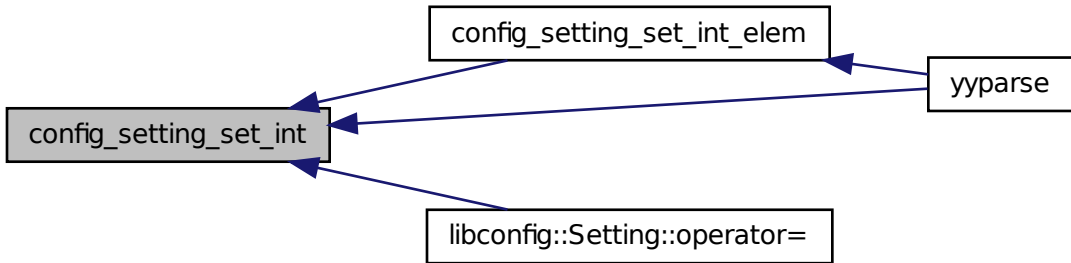 config_setting_set_int_elem
yyparse
config_setting_set_int
libconfig::Setting::operator=